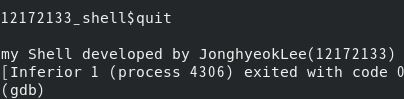 12172133_shell$quit
my Shell developed by JonghyeokLee(12172133)
[Inferior 1 (process 4306) exited with code 0
(gdb)